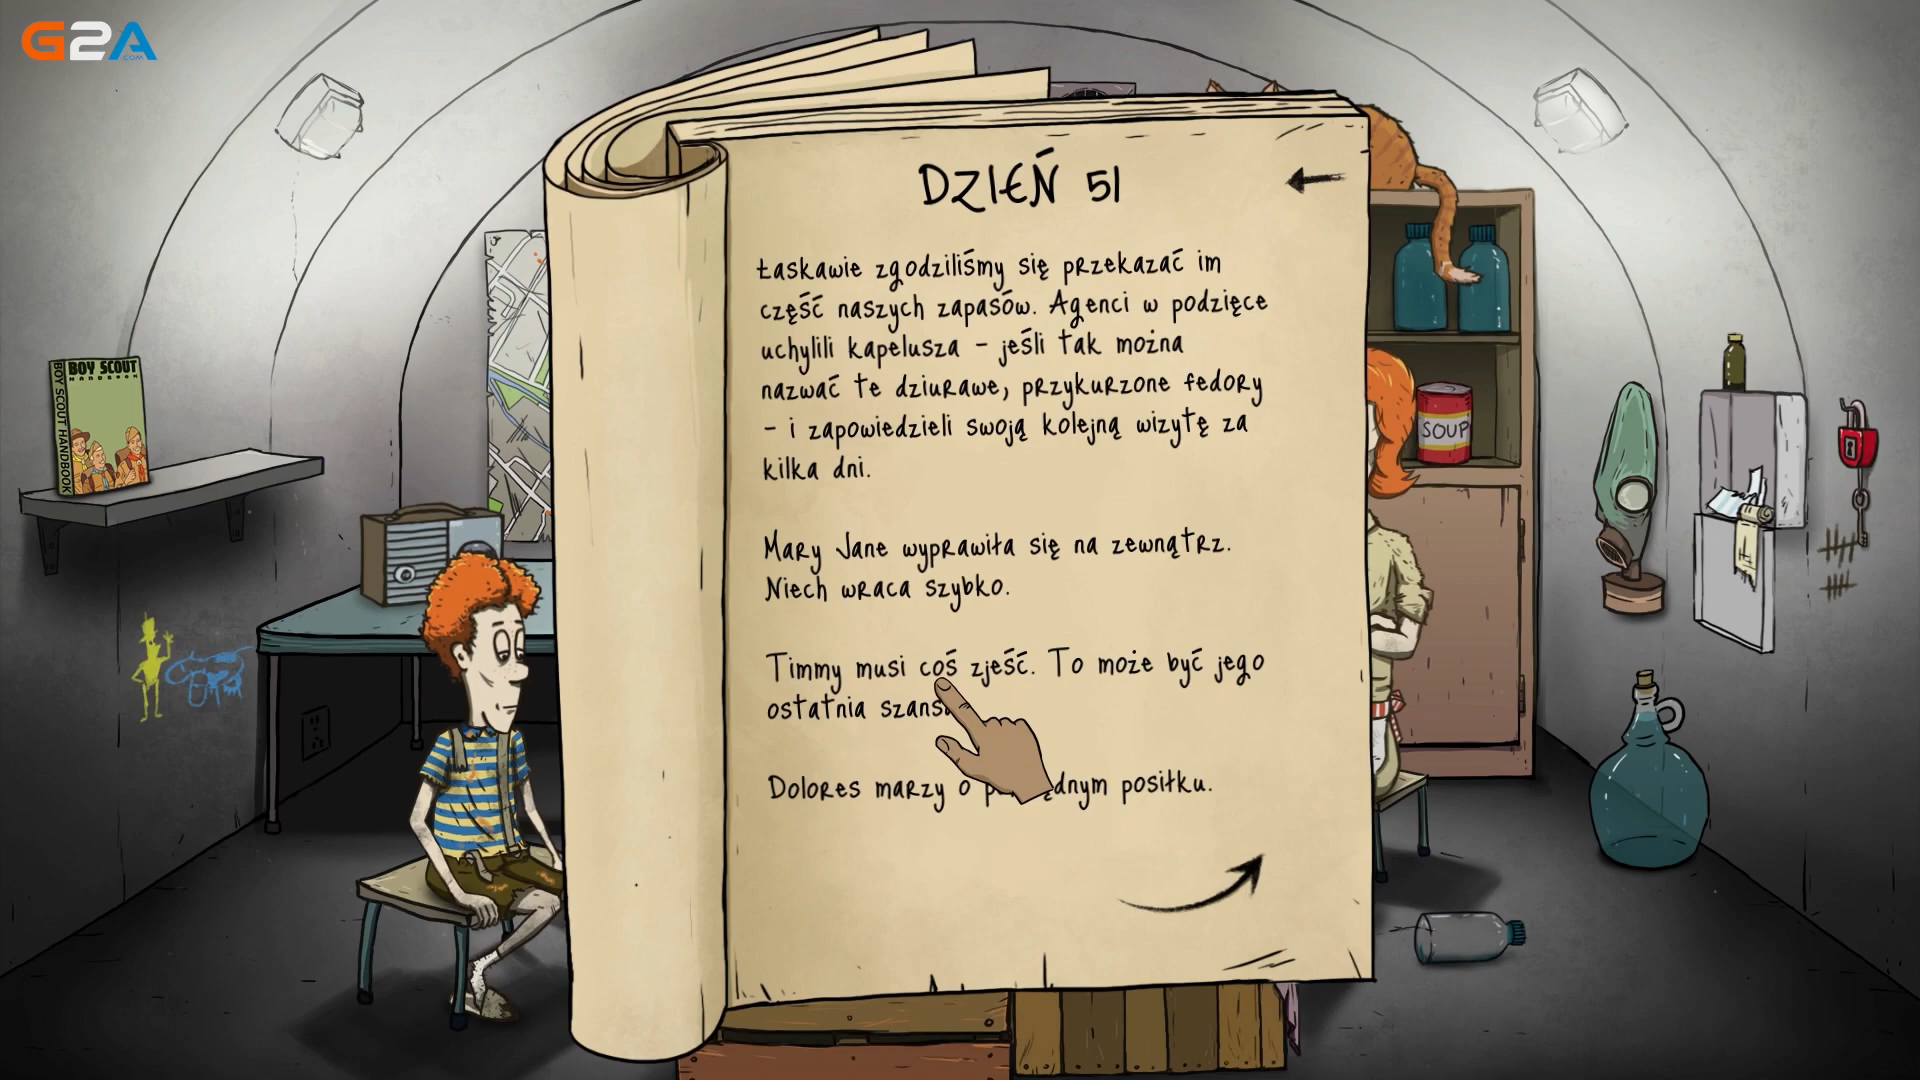 G2A
.COM
DZIEŃ 51
Łaskawie zgodziliśmy się przekazać im
część naszych zapasów. Agenci w podzięce
uchylili kapelusza - jeśli tak można
nazwać te dziurawe, przykurzone fedory
- i zapowiedzieli swoją kolejną wizytę za
kilka dni.
Mary Jane wyprawiła się na zewnątrz.
Niech wraca szybko.
Timmy musi coś zjeść. To może być jego
ostatnia
Dolores marzy o posiłku.
BOY SCOUT
HANDBOOK
BOY SCOUT HANDBOOK
SOUP